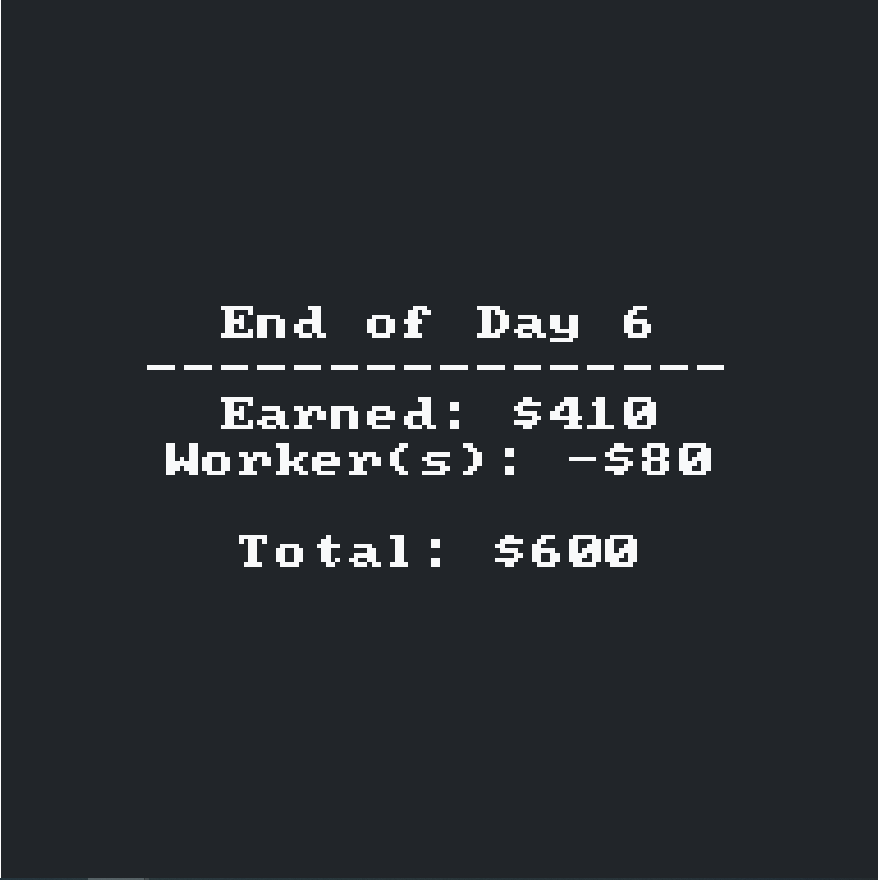 End of Day 6
----------------
Earned: $410
Worker(s): -$80
Total: $600